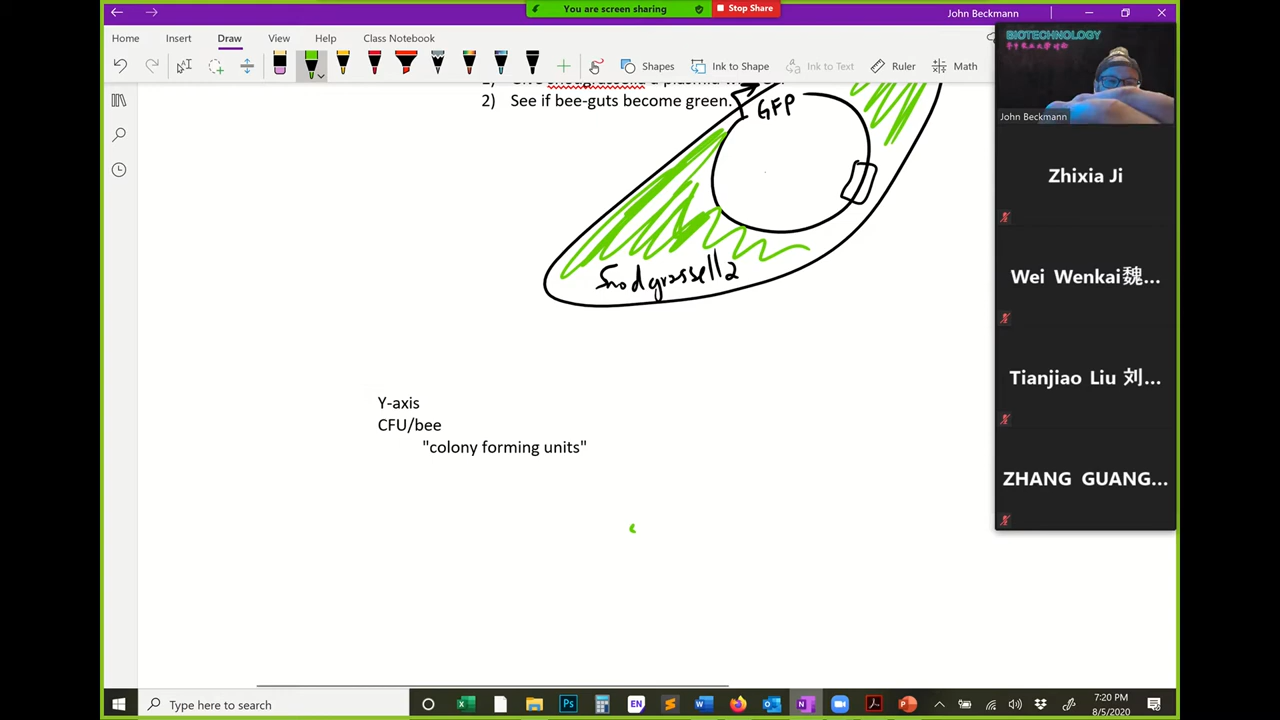 You are screen sharing
Stop Share
John Beckmann
Home Insert Draw View Help Class Notebook
BIOTECHNOLOGY
Shapes Ink to Shape Ink to Text Ruler Math
John Beckmann
2) See if bee-guts become green.
GFP
Zhixia Ji
Snodgrassella
Wei Wenkai魏...
Tianjiao Liu 刘...
Y-axis
CFU/bee
"colony forming units"
ZHANG GUANG...
Type here to search
EN
7:20 PM
8/5/2020